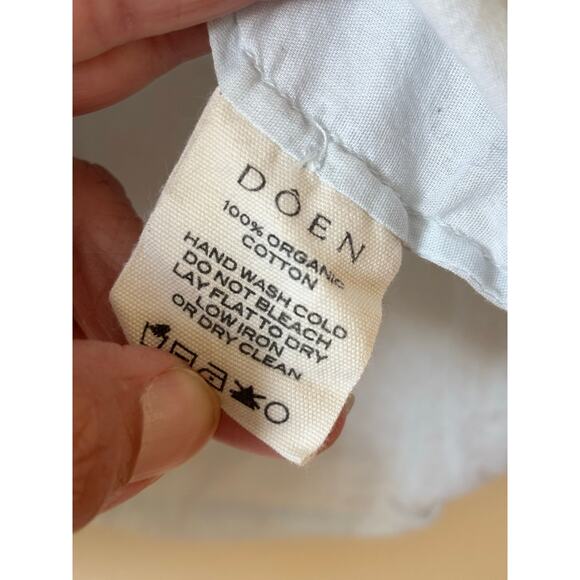 DÔEN
100% ORGANIC
COTTON
HAND WASH COLD
DO NOT BLEACH
LAY FLAT TO DRY
LOW IRON
OR DRY CLEAN